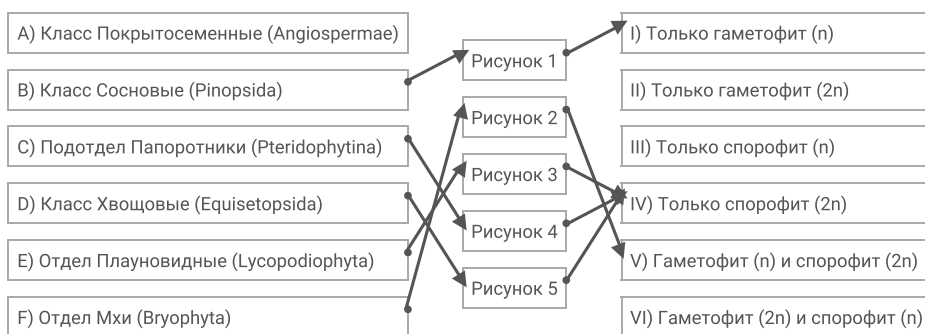 A) Класс Покрытосеменные (Angiospermae)
B) Класс Сосновые (Pinopsida)
C) Подотдел Папоротники (Pteridophytina)
D) Класс Хвощовые (Equisetopsida)
E) Отдел Плауновидные (Lycopodiophyta)
F) Отдел Мхи (Bryophyta)
Рисунок 1
Рисунок 2
Рисунок 3
Рисунок 4
Рисунок 5
I) Только гаметофит (n)
II) Только гаметофит (2n)
III) Только спорофит (n)
IV) Только спорофит (2n)
V) Гаметофит (n) и спорофит (2n)
VI) Гаметофит (2n) и спорофит (n)